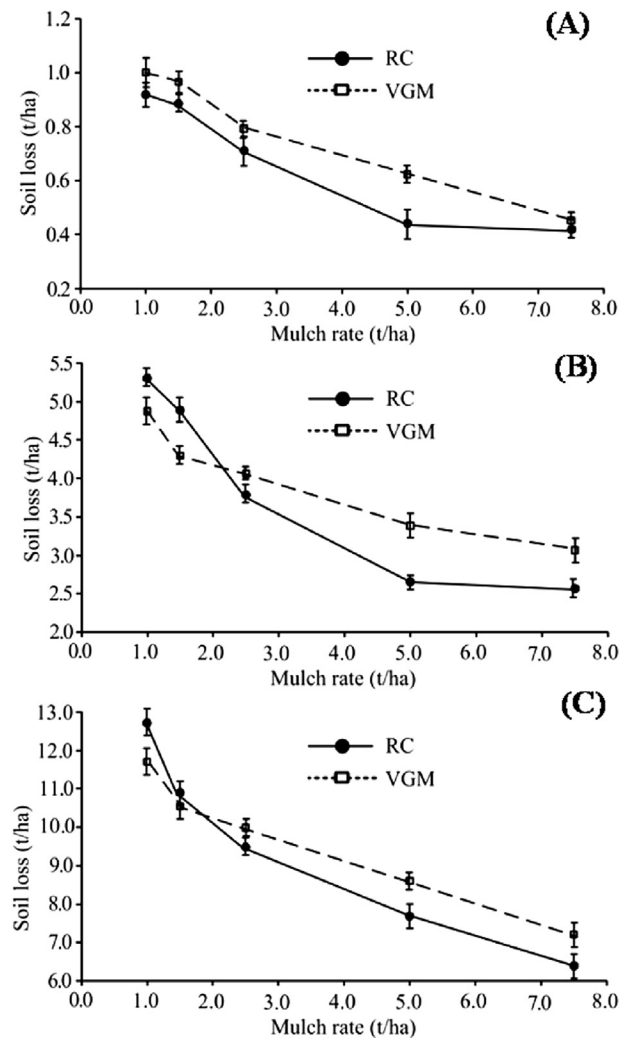 (A)
RC
VGM
Soil loss (t/ha)
1.2
1.0
0.8
0.6
0.4
0.2
0.0 1.0 2.0 3.0 4.0 5.0 6.0 7.0 8.0
Mulch rate (t/ha)
(B)
RC
VGM
Soil loss (t/ha)
5.5
5.0
4.5
4.0
3.5
3.0
2.5
2.0
0.0 1.0 2.0 3.0 4.0 5.0 6.0 7.0 8.0
Mulch rate (t/ha)
(C)
RC
VGM
Soil loss (t/ha)
13.0
12.0
11.0
10.0
9.0
8.0
7.0
6.0
0.0 1.0 2.0 3.0 4.0 5.0 6.0 7.0 8.0
Mulch rate (t/ha)